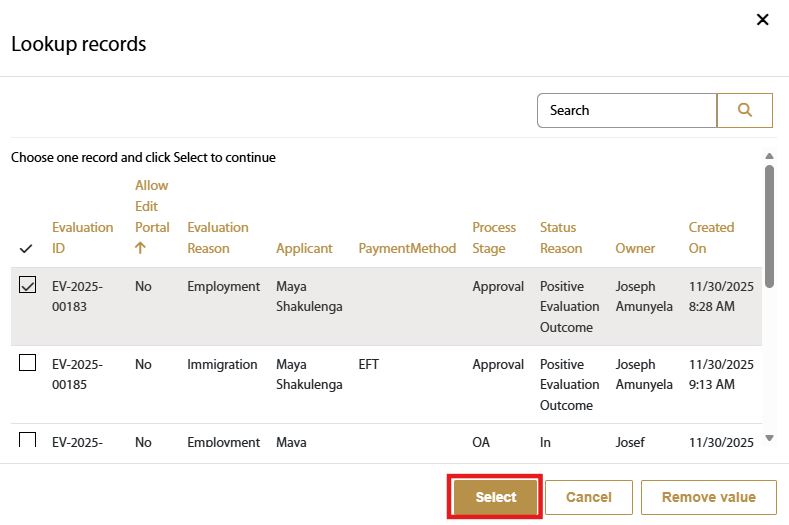 Lookup records
Search
Choose one record and click Select to continue
Evaluation ID
Allow Edit Portal
Evaluation Reason
Applicant
PaymentMethod
Process Stage
Status Reason
Owner
Created On
EV-2025-00183 No Employment Maya Shakulenga Approval Positive Evaluation Outcome Joseph Amunyela 11/30/2025 8:28 AM
EV-2025-00185 No Immigration Maya Shakulenga EFT Approval Positive Evaluation Outcome Joseph Amunyela 11/30/2025 9:13 AM
EV-2025- No Employment Maya QA In Josef 11/30/2025
Select Cancel Remove value